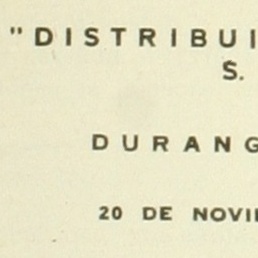 "DISTRIBUI
S.
DURANG
20 DE NOVI